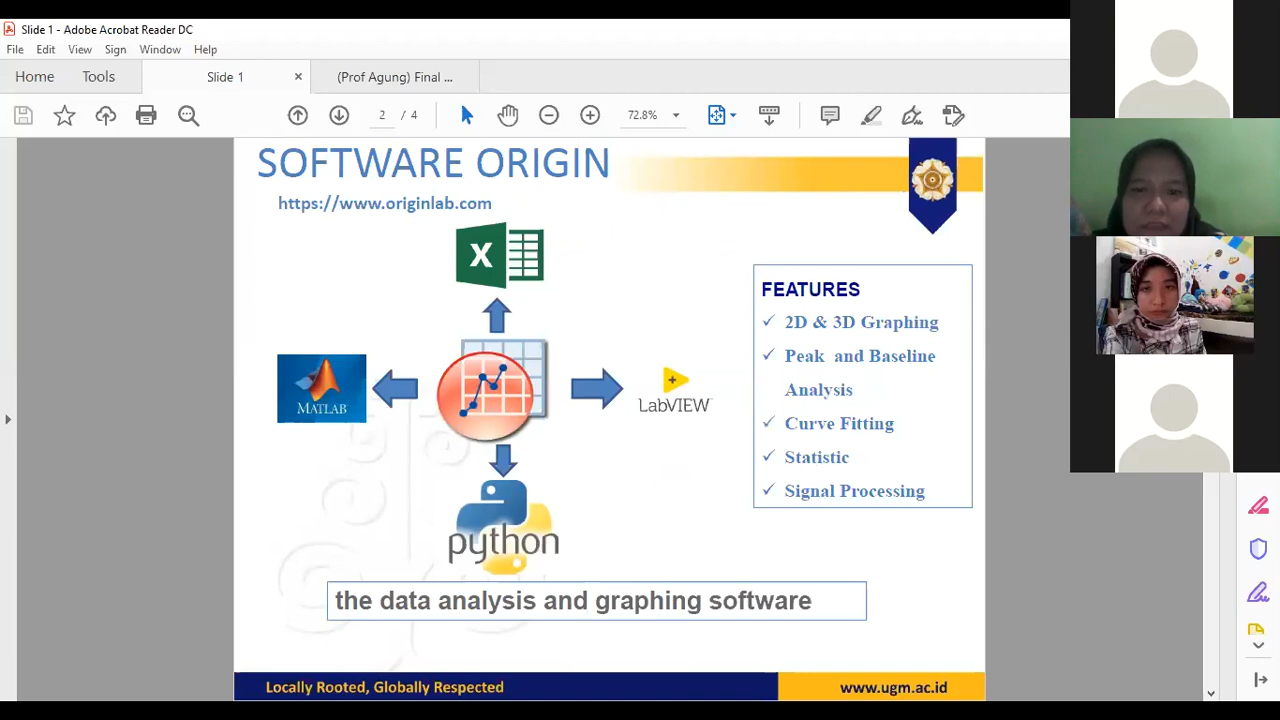 Slide 1 - Adobe Acrobat Reader DC
File Edit View Sign Window Help
Home Tools Slide 1 × (Prof Agung) Final ...
2 / 4 72.8%
SOFTWARE ORIGIN
https://www.originlab.com
X
FEATURES
✓ 2D & 3D Graphing
✓ Peak and Baseline
Analysis
✓ Curve Fitting
✓ Statistic
✓ Signal Processing
MATLAB
LabVIEW
python
the data analysis and graphing software
Locally Rooted, Globally Respected
www.ugm.ac.id